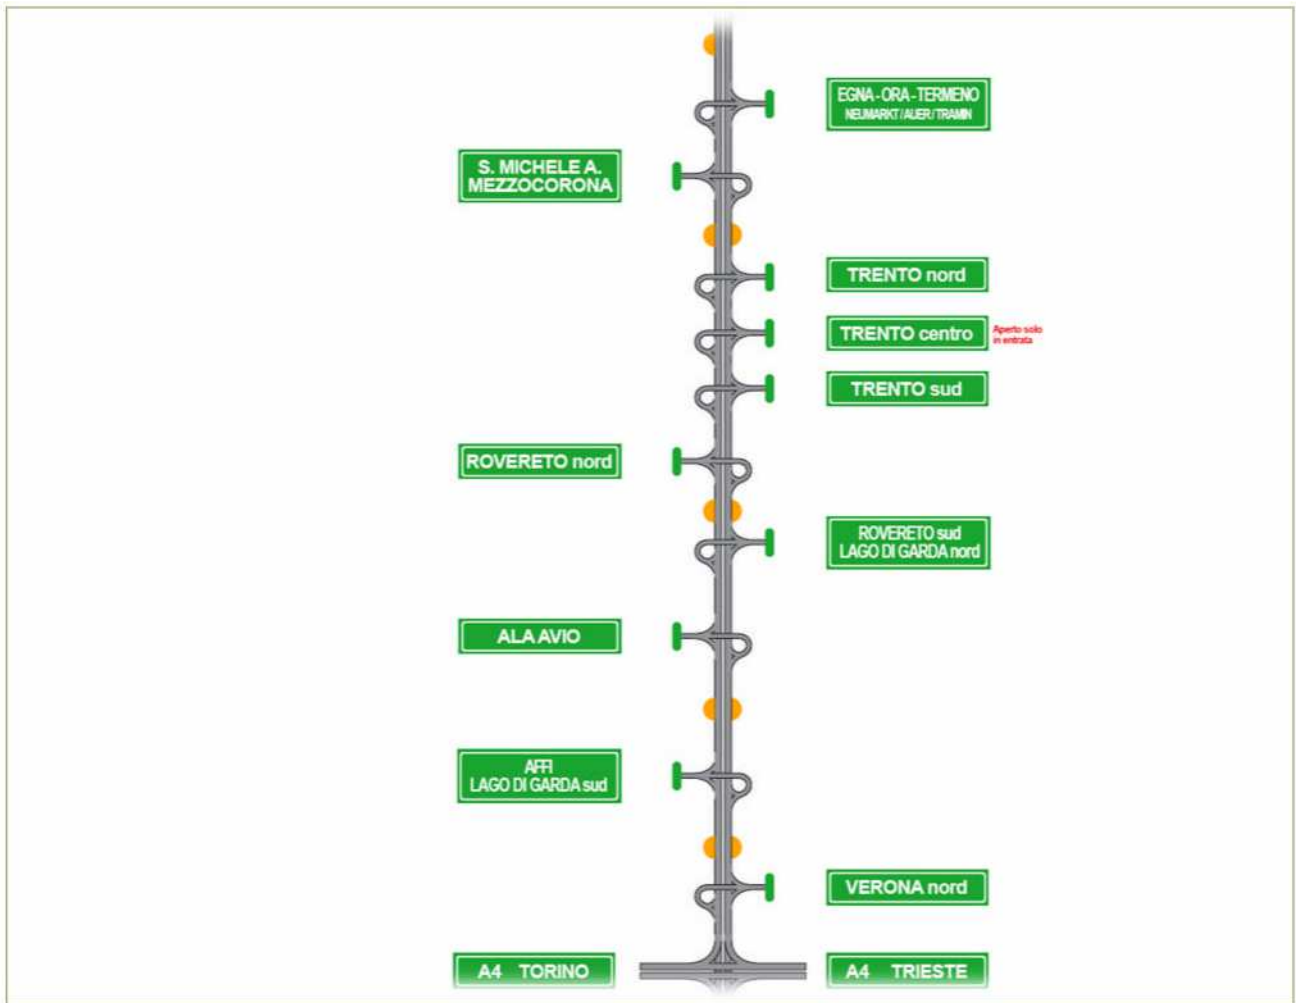 EGNA - ORA - TERMENO
NEUMARKT / AUER / TRAMIN
S. MICHELE A.
MEZZOCORONA
TRENTO nord
TRENTO centro
Aperto solo
in entrata
TRENTO sud
ROVERETO nord
ROVERETO sud
LAGO DI GARDA nord
ALA AVIO
AFFI
LAGO DI GARDA sud
VERONA nord
A4 TORINO
A4 TRIESTE